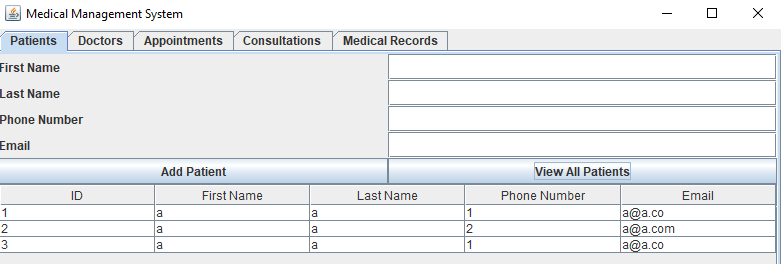 Medical Management System
Patients Doctors Appointments Consultations Medical Records
First Name
Last Name
Phone Number
Email
Add Patient View All Patients
ID First Name Last Name Phone Number Email
1 a a 1 a@a.co
2 a a 2 a@a.com
3 a a 1 a@a.co